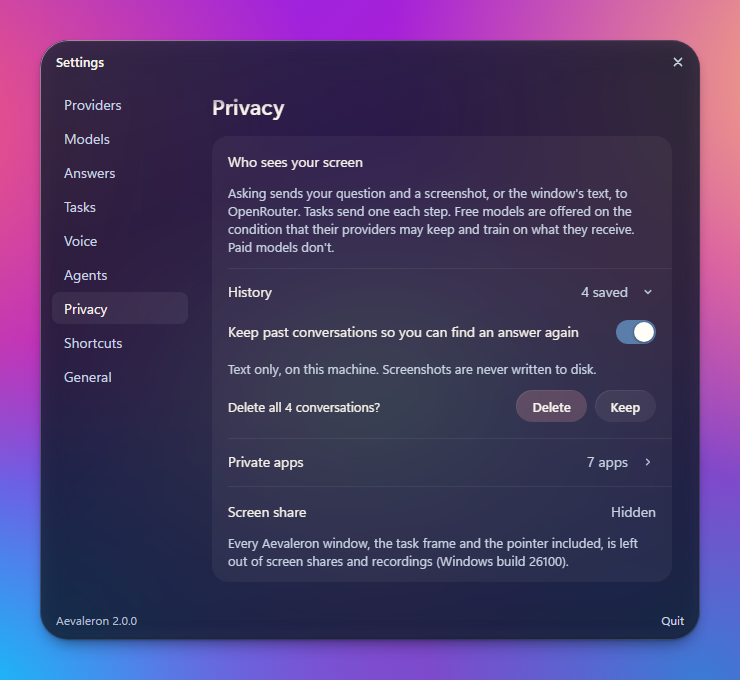 Settings
Providers
Models
Answers
Tasks
Voice
Agents
Privacy
Shortcuts
General
Privacy
Who sees your screen
Asking sends your question and a screenshot, or the window's text, to
OpenRouter. Tasks send one each step. Free models are offered on the
condition that their providers may keep and train on what they receive.
Paid models don't.
History 4 saved
Keep past conversations so you can find an answer again
Text only, on this machine. Screenshots are never written to disk.
Delete all 4 conversations? Delete Keep
Private apps 7 apps
Screen share Hidden
Every Aevaleron window, the task frame and the pointer included, is left
out of screen shares and recordings (Windows build 26100).
Aevaleron 2.0.0 Quit